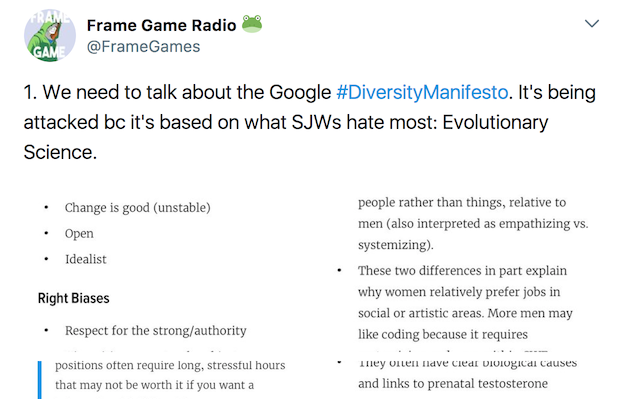 FRAME
GAME
Frame Game Radio 🐸
@FrameGames
1. We need to talk about the Google #DiversityManifesto. It's being
attacked bc it's based on what SJWs hate most: Evolutionary
Science.
• Change is good (unstable)
• Open
• Idealist
Right Biases
• Respect for the strong/authority
positions often require long, stressful hours
that may not be worth it if you want a
people rather than things, relative to
men (also interpreted as empathizing vs.
systemizing).
• These two differences in part explain
why women relatively prefer jobs in
social or artistic areas. More men may
like coding because it requires
• They often have clear biological causes
and links to prenatal testosterone